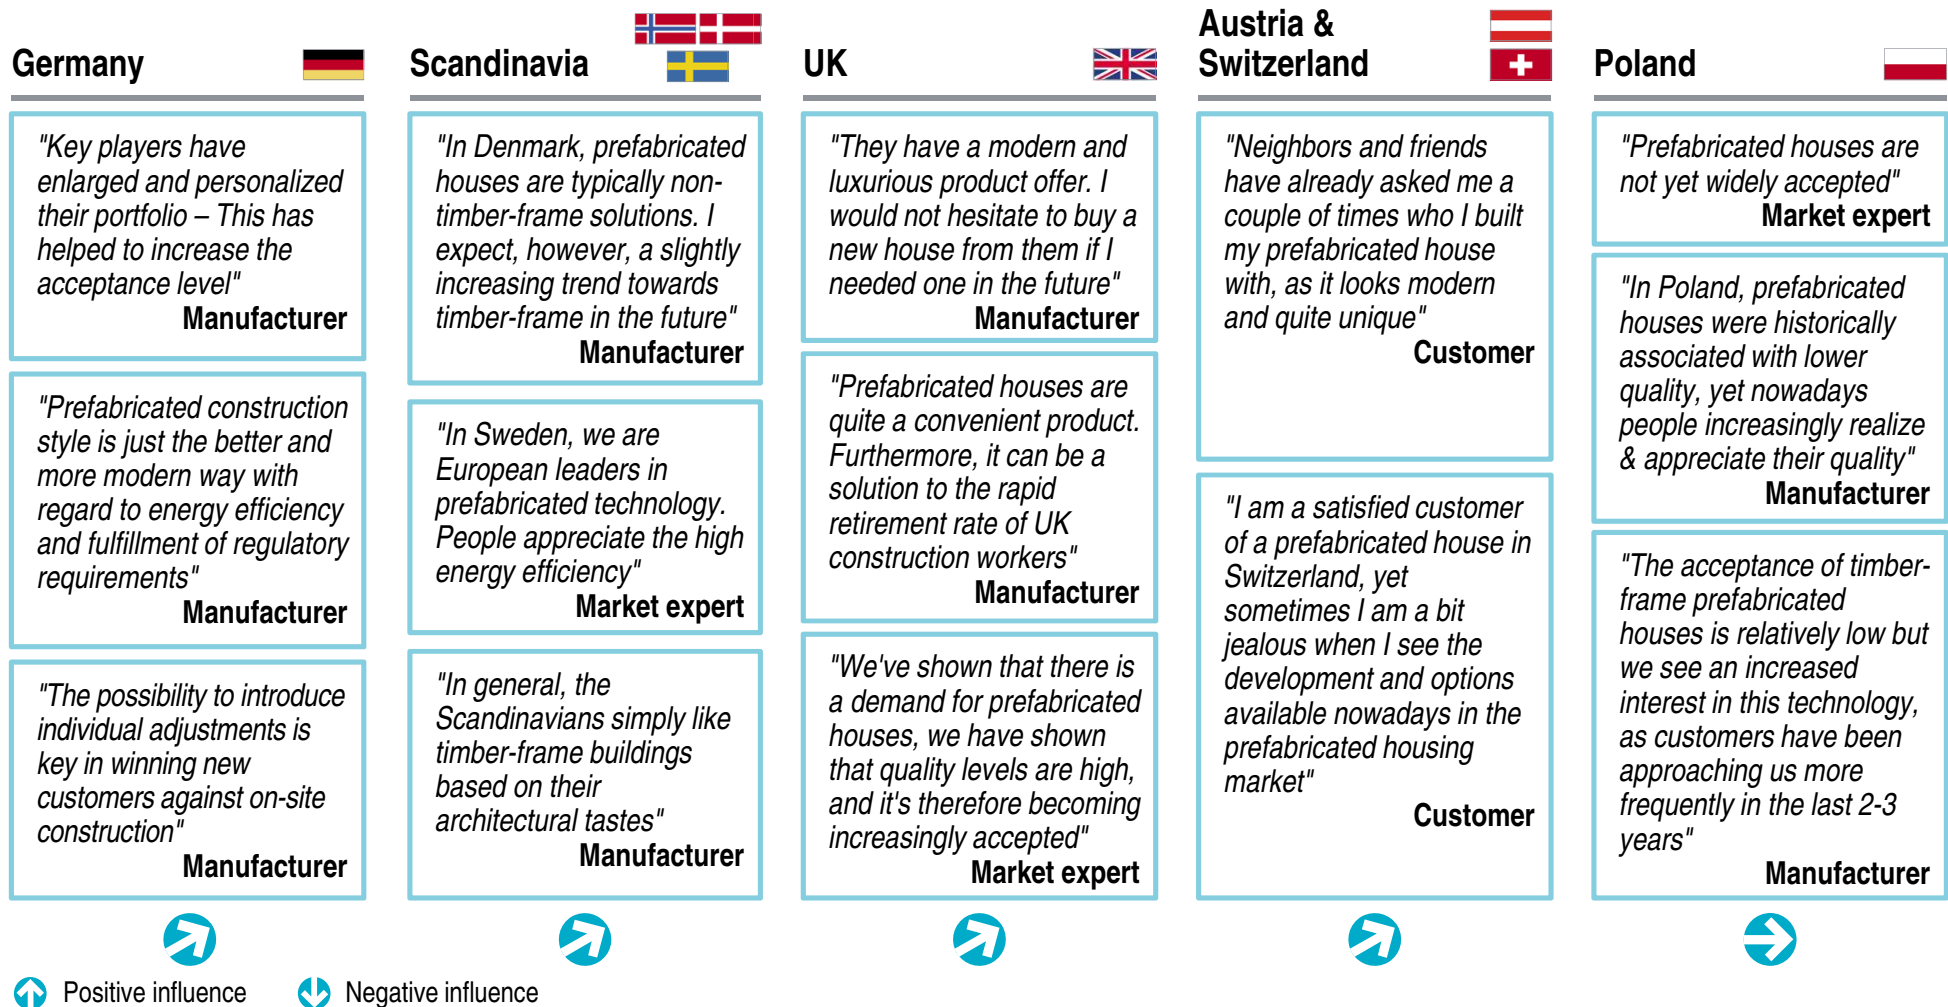 Germany
"Key players have
enlarged and personalized
their portfolio – This has
helped to increase the
acceptance level"
Manufacturer
"Prefabricated construction
style is just the better and
more modern way with
regard to energy efficiency
and fulfillment of regulatory
requirements"
Manufacturer
"The possibility to introduce
individual adjustments is
key in winning new
customers against on-site
construction"
Manufacturer
Scandinavia
"In Denmark, prefabricated
houses are typically non-
timber-frame solutions. I
expect, however, a slightly
increasing trend towards
timber-frame in the future"
Manufacturer
"In Sweden, we are
European leaders in
prefabricated technology.
People appreciate the high
energy efficiency"
Market expert
"In general, the
Scandinavians simply like
timber-frame buildings
based on their
architectural tastes"
Manufacturer
UK
"They have a modern and
luxurious product offer. I
would not hesitate to buy a
new house from them if I
needed one in the future"
Manufacturer
"Prefabricated houses are
quite a convenient product.
Furthermore, it can be a
solution to the rapid
retirement rate of UK
construction workers"
Manufacturer
"We've shown that there is
a demand for prefabricated
houses, we have shown
that quality levels are high,
and it's therefore becoming
increasingly accepted"
Market expert
Austria &
Switzerland
"Neighbors and friends
have already asked me a
couple of times who I built
my prefabricated house
with, as it looks modern
and quite unique"
Customer
"I am a satisfied customer
of a prefabricated house in
Switzerland, yet
sometimes I am a bit
jealous when I see the
development and options
available nowadays in the
prefabricated housing
market"
Customer
Poland
"Prefabricated houses are
not yet widely accepted"
Market expert
"In Poland, prefabricated
houses were historically
associated with lower
quality, yet nowadays
people increasingly realize
& appreciate their quality"
Manufacturer
"The acceptance of timber-
frame prefabricated
houses is relatively low but
we see an increased
interest in this technology,
as customers have been
approaching us more
frequently in the last 2-3
years"
Manufacturer
Positive influence
Negative influence